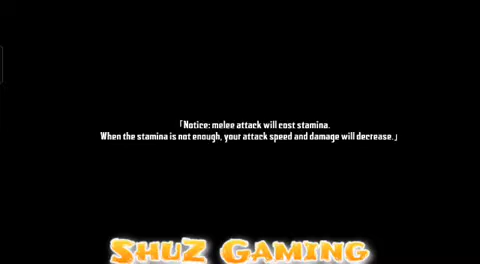 「Notice: melee attack will cost stamina.
When the stamina is not enough, your attack speed and damage will decrease.」
SHUZ GAMING